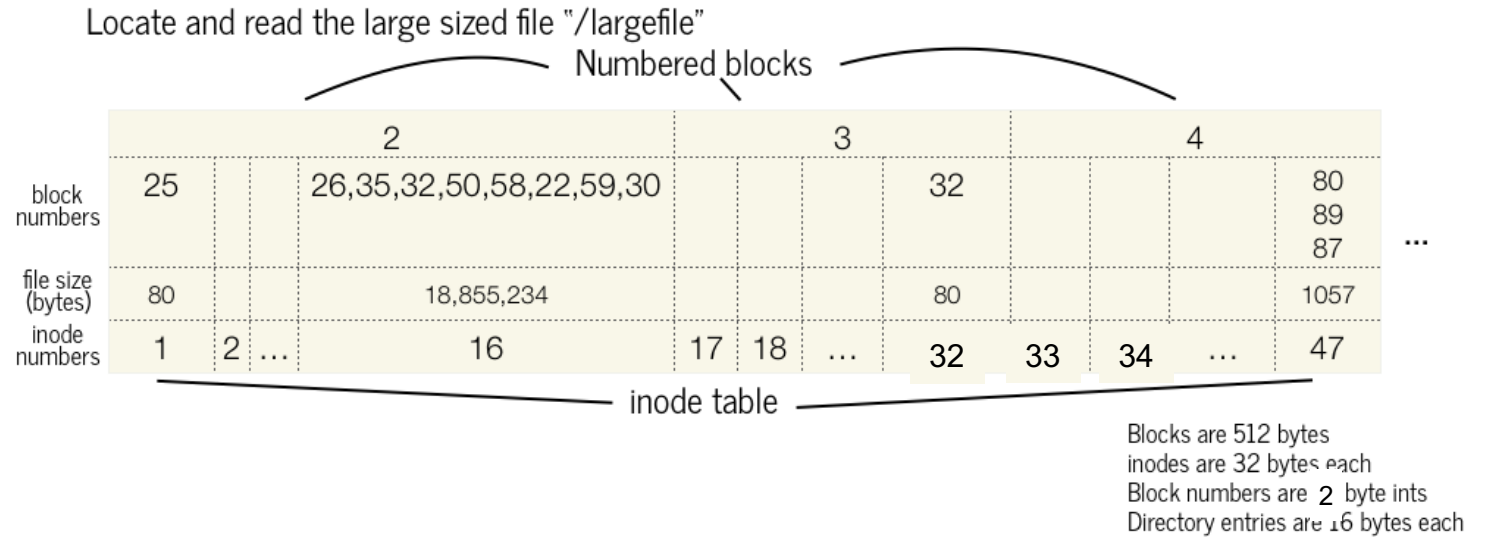 Locate and read the large sized file “/largefile”
Numbered blocks
2 3 4
block numbers
25 26,35,32,50,58,22,59,30 32 80
89
87
...
file size (bytes)
80 18,855,234 80 1057
inode numbers
1 2 ... 16 17 18 ... 32 33 34 ... 47
inode table
Blocks are 512 bytes
inodes are 32 bytes each
Block numbers are 2 byte ints
Directory entries are 16 bytes each